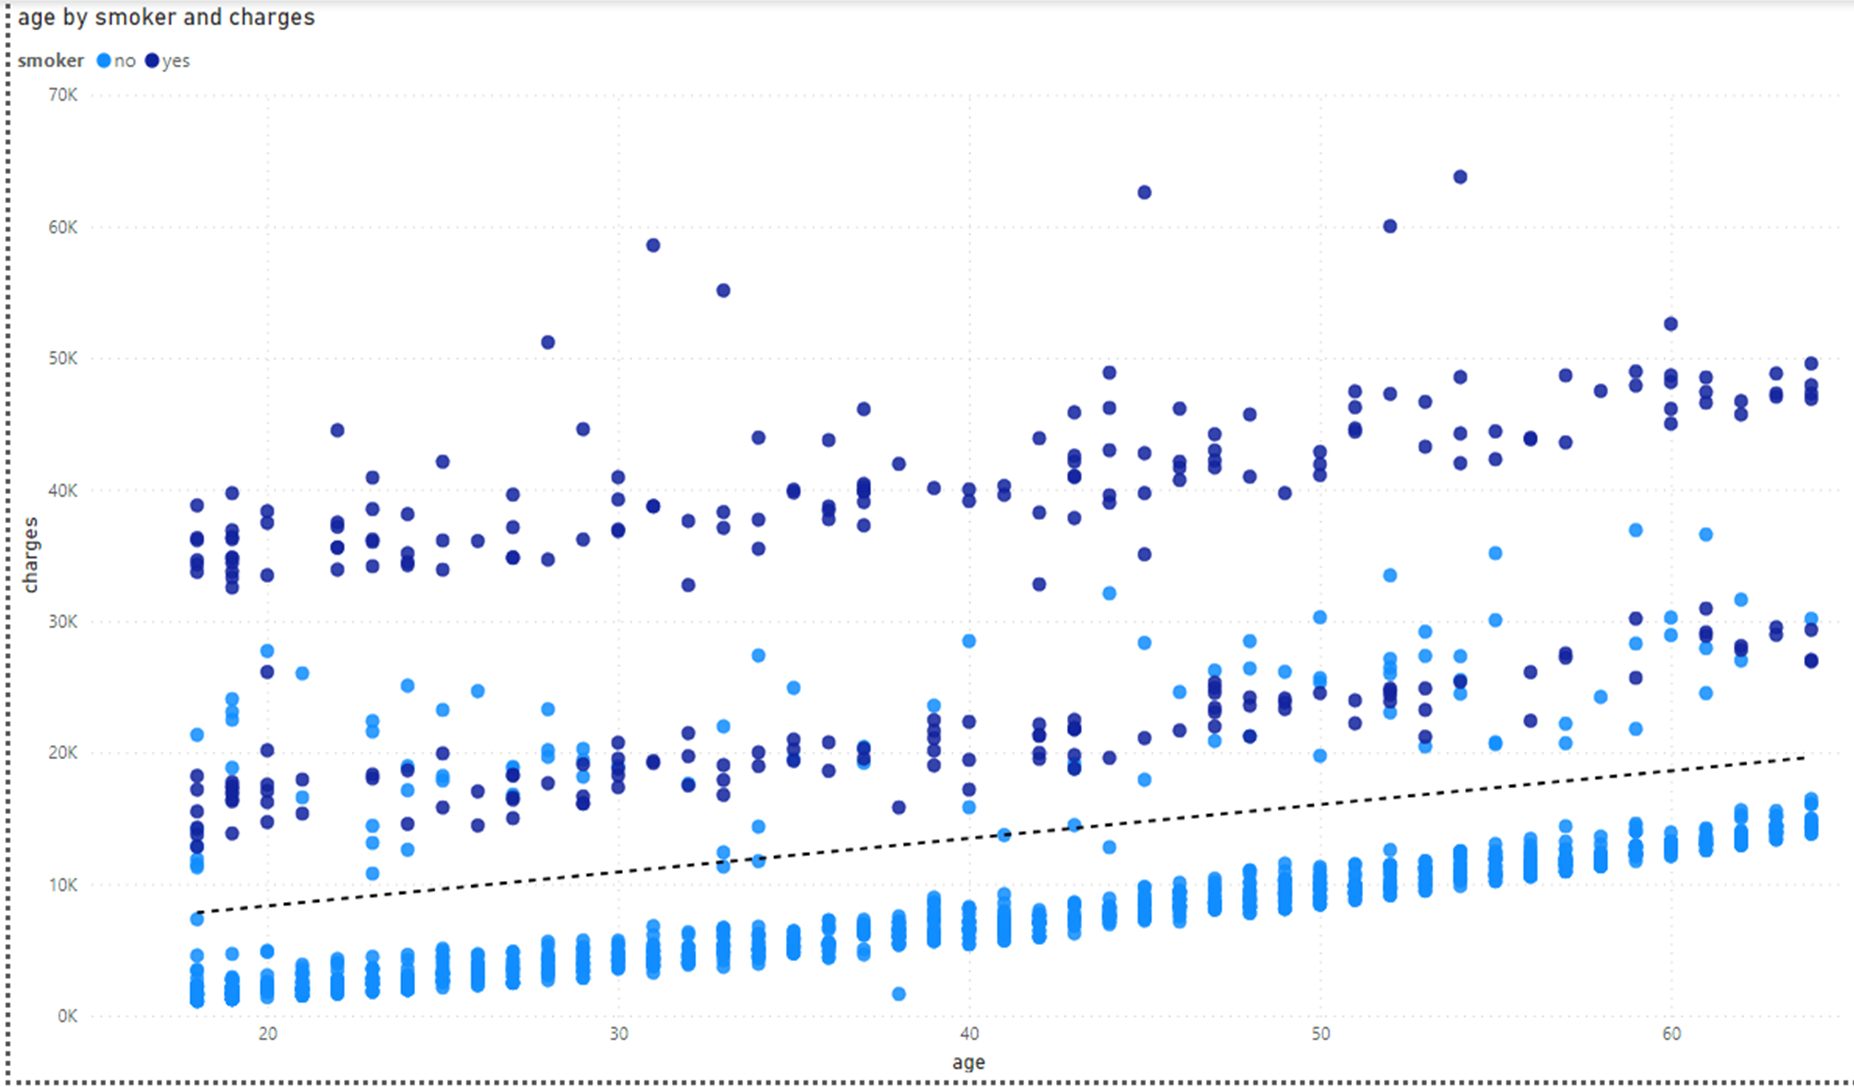 age by smoker and charges
smoker no yes
70K
60K
50K
40K
30K
20K
10K
0K
charges
20 30 40 50 60
age